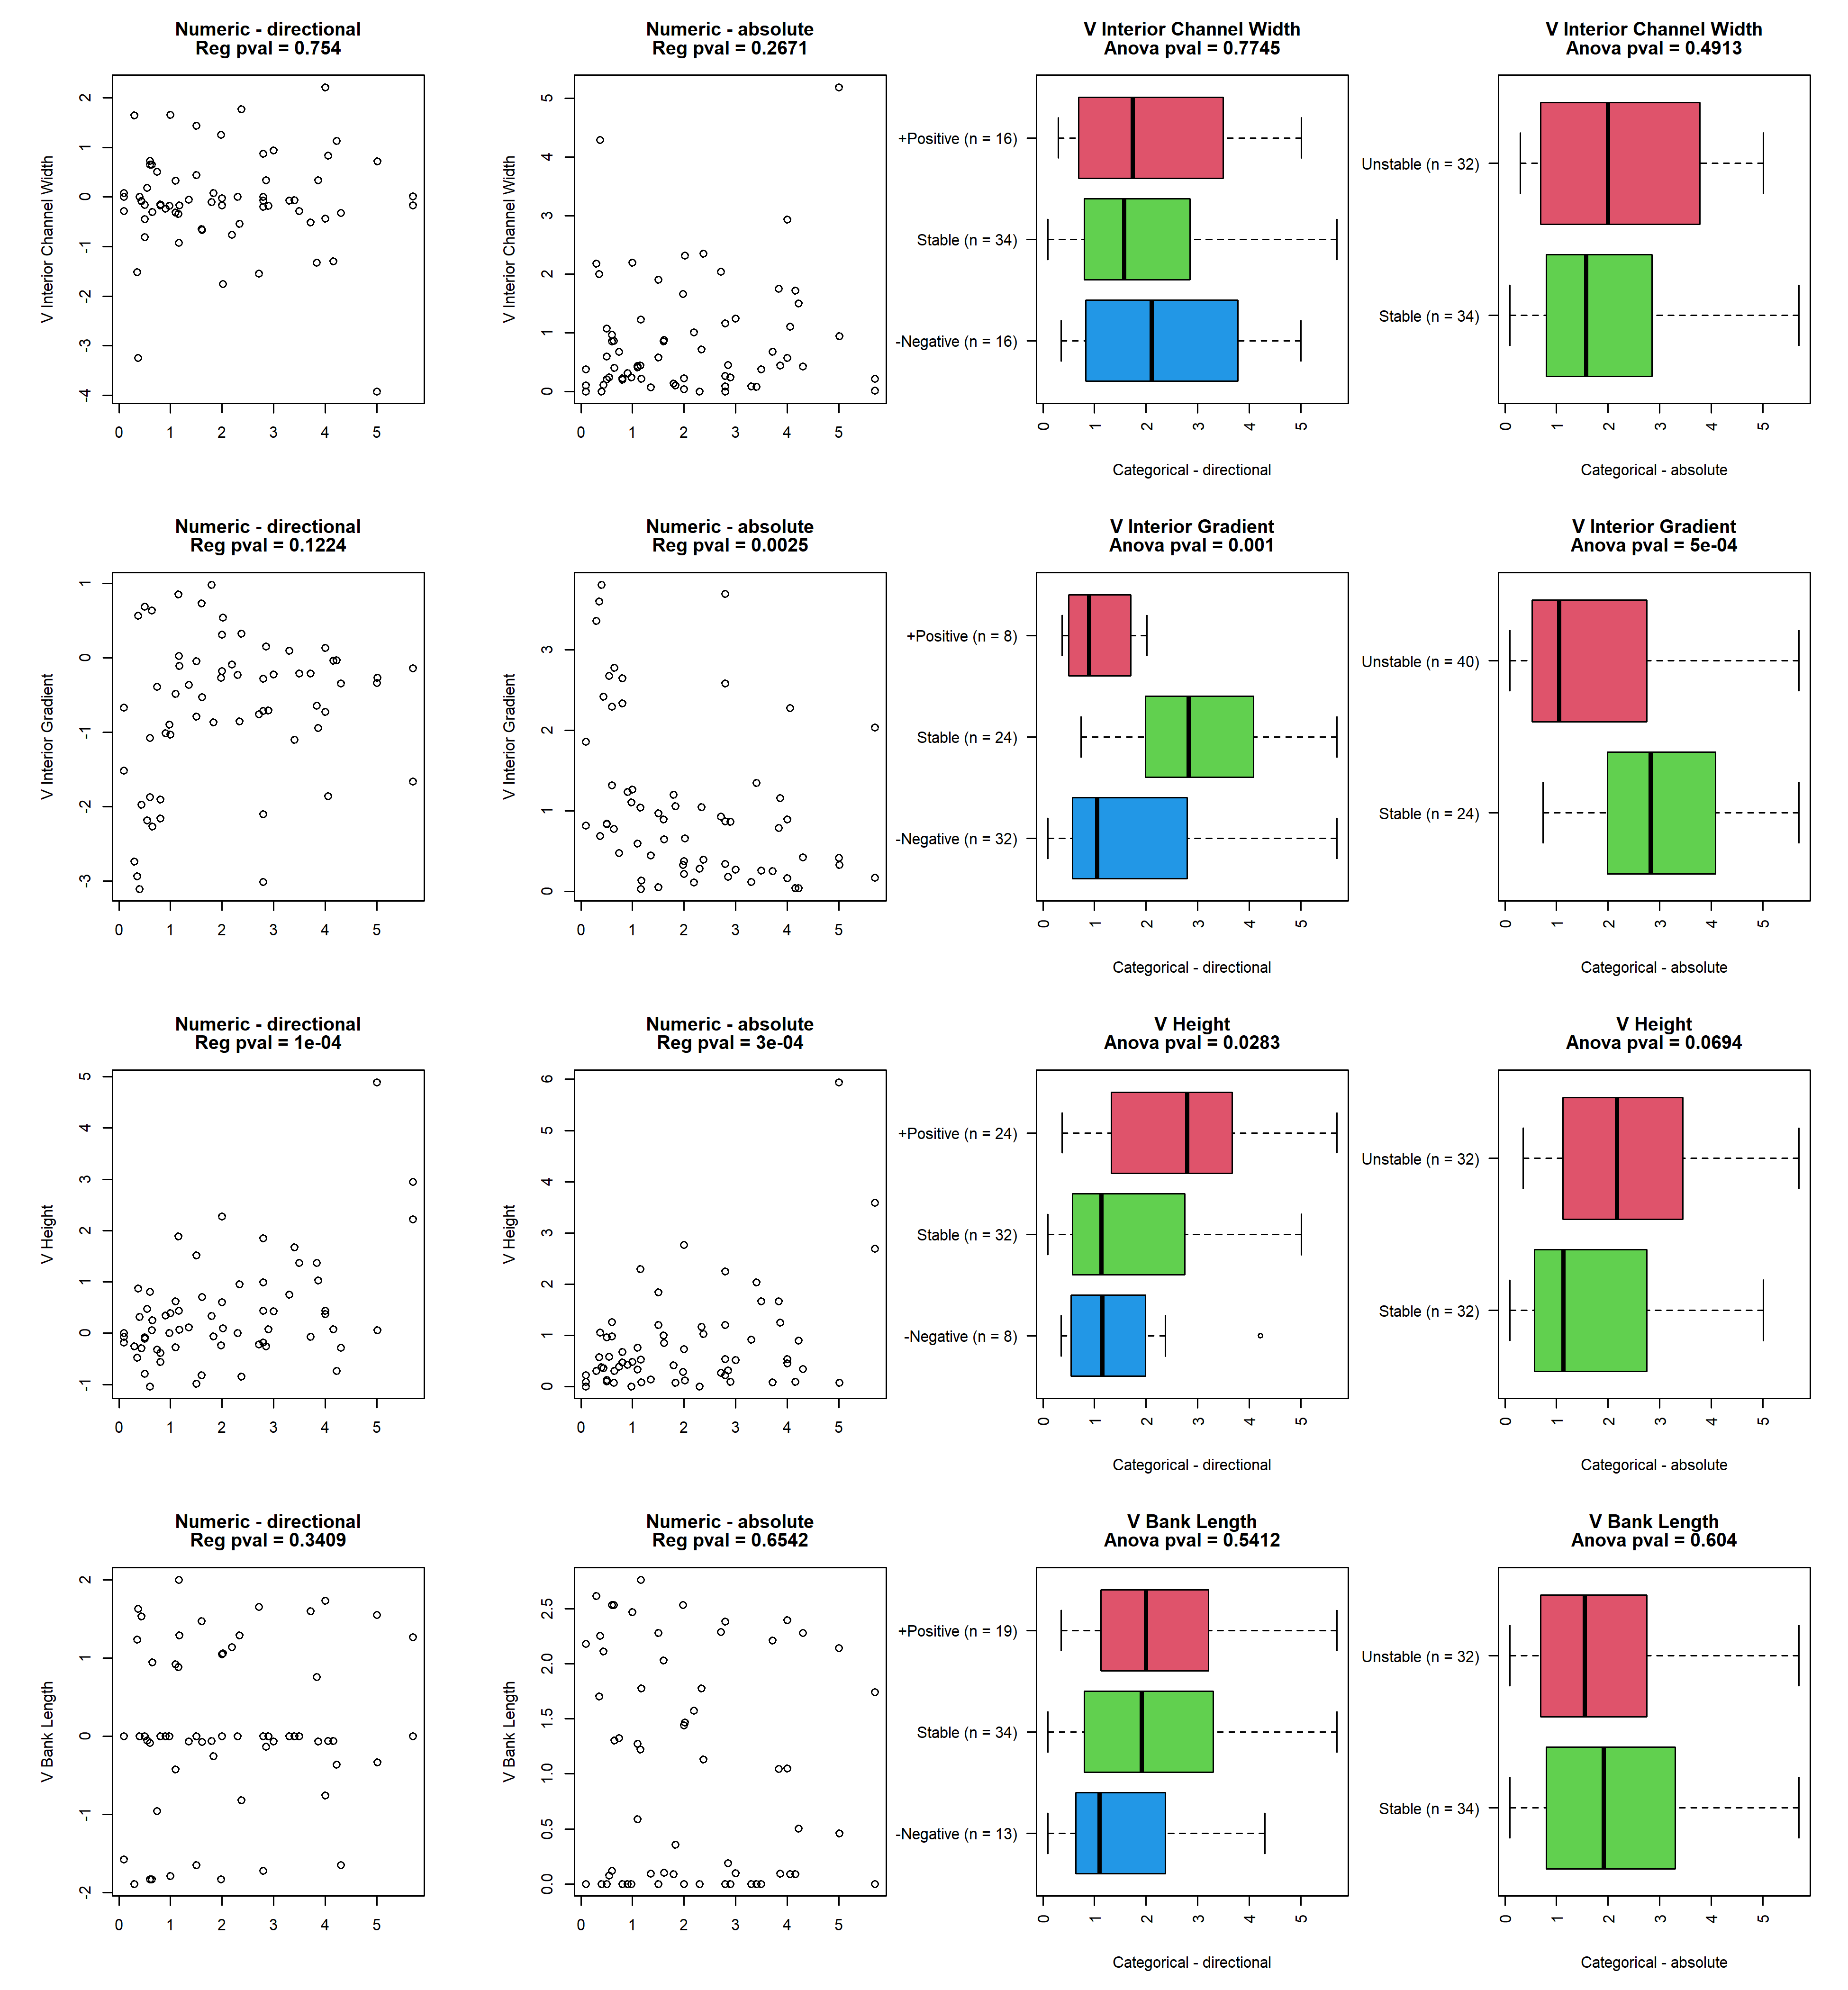 Numeric - directional
Reg pval = 0.754
V Interior Channel Width
2
1
0
-1
-2
-3
-4
0 1 2 3 4 5
Numeric - absolute
Reg pval = 0.2671
V Interior Channel Width
5
4
3
2
1
0
0 1 2 3 4 5
V Interior Channel Width
Anova pval = 0.7745
+Positive (n = 16)
Stable (n = 34)
-Negative (n = 16)
0 1 2 3 4 5
Categorical - directional
V Interior Channel Width
Anova pval = 0.4913
Unstable (n = 32)
Stable (n = 34)
0 1 2 3 4 5
Categorical - absolute
Numeric - directional
Reg pval = 0.1224
V Interior Gradient
1
0
-1
-2
-3
0 1 2 3 4 5
Numeric - absolute
Reg pval = 0.0025
V Interior Gradient
3
2
1
0
0 1 2 3 4 5
V Interior Gradient
Anova pval = 0.001
+Positive (n = 8)
Stable (n = 24)
-Negative (n = 32)
0 1 2 3 4 5
Categorical - directional
V Interior Gradient
Anova pval = 5e-04
Unstable (n = 40)
Stable (n = 24)
0 1 2 3 4 5
Categorical - absolute
Numeric - directional
Reg pval = 1e-04
V Height
5
4
3
2
1
0
-1
0 1 2 3 4 5
Numeric - absolute
Reg pval = 3e-04
V Height
6
5
4
3
2
1
0
0 1 2 3 4 5
V Height
Anova pval = 0.0283
+Positive (n = 24)
Stable (n = 32)
-Negative (n = 8)
0 1 2 3 4 5
Categorical - directional
V Height
Anova pval = 0.0694
Unstable (n = 32)
Stable (n = 32)
0 1 2 3 4 5
Categorical - absolute
Numeric - directional
Reg pval = 0.3409
V Bank Length
2
1
0
-1
-2
0 1 2 3 4 5
Numeric - absolute
Reg pval = 0.6542
V Bank Length
2.5
2.0
1.5
1.0
0.5
0.0
0 1 2 3 4 5
V Bank Length
Anova pval = 0.5412
+Positive (n = 19)
Stable (n = 34)
-Negative (n = 13)
0 1 2 3 4 5
Categorical - directional
V Bank Length
Anova pval = 0.604
Unstable (n = 32)
Stable (n = 34)
0 1 2 3 4 5
Categorical - absolute